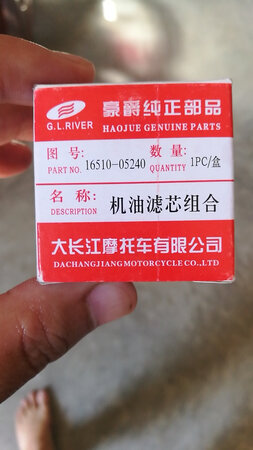 豪爵纯正部品
G.L.RIVER
HAOJUE GENUINE PARTS
图号: 16510-05240 数量: 1PC/盒
PART NO. QUANTITY
名称: 机油滤芯组合
DESCRIPTION
大长江摩托车有限公司
DACHANGJIANG MOTORCYCLE CO.,LTD